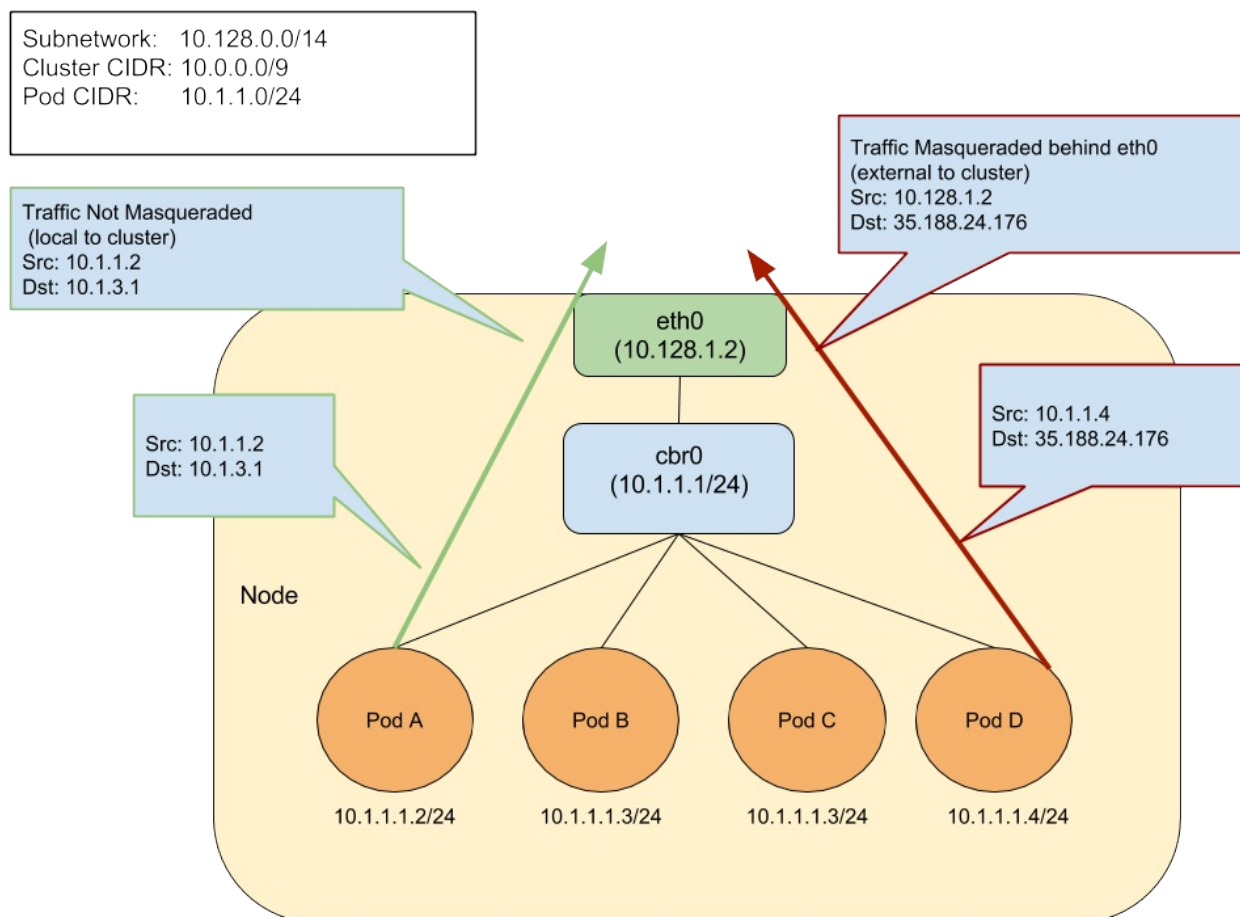 Subnetwork: 10.128.0.0/14
Cluster CIDR: 10.0.0.0/9
Pod CIDR: 10.1.1.0/24
Traffic Not Masqueraded
(local to cluster)
Src: 10.1.1.2
Dst: 10.1.3.1
Traffic Masqueraded behind eth0
(external to cluster)
Src: 10.128.1.2
Dst: 35.188.24.176
eth0
(10.128.1.2)
Src: 10.1.1.2
Dst: 10.1.3.1
cbr0
(10.1.1.1/24)
Src: 10.1.1.4
Dst: 35.188.24.176
Node
Pod A
Pod B
Pod C
Pod D
10.1.1.1.2/24
10.1.1.1.3/24
10.1.1.1.3/24
10.1.1.1.4/24